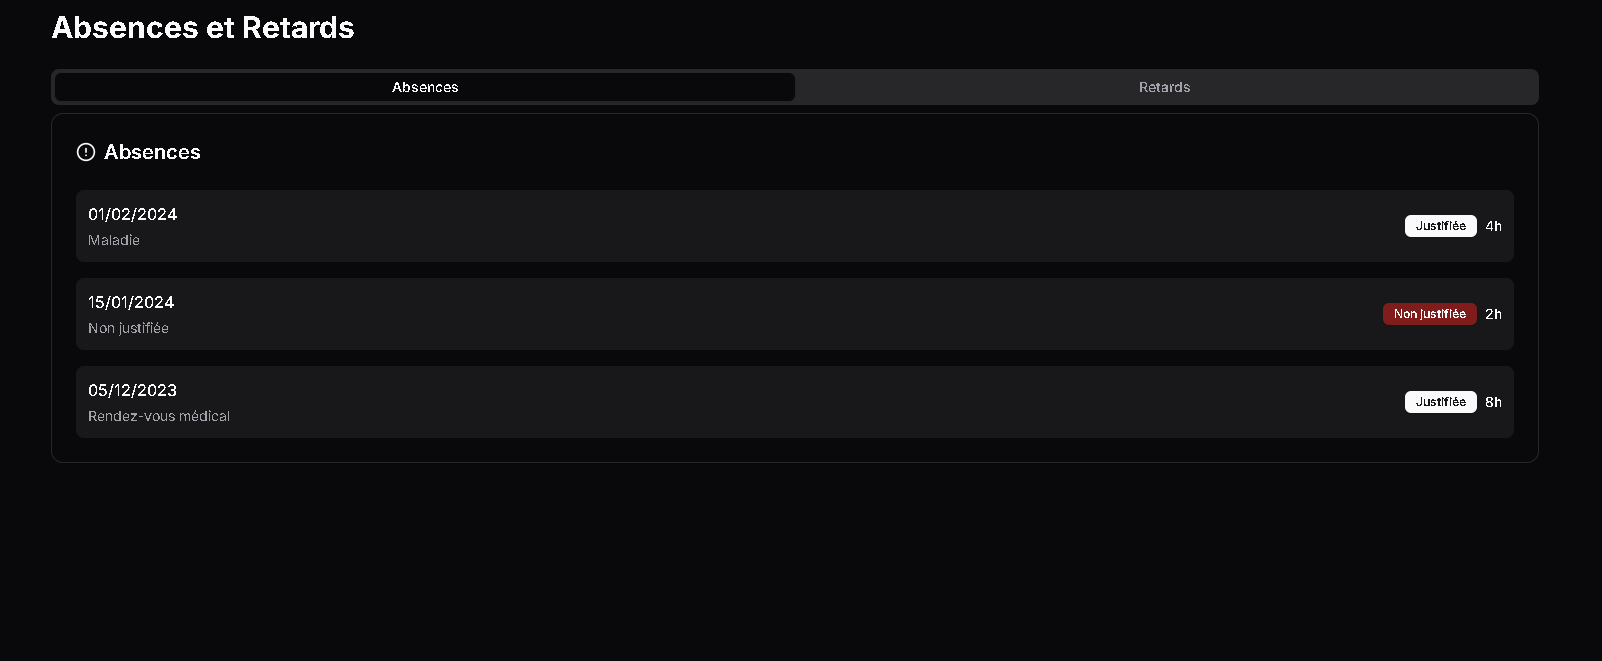 Absences et Retards
Absences
Retards
Absences
01/02/2024
Maladie
Justifiée
4h
15/01/2024
Non justifiée
Non justifiée
2h
05/12/2023
Rendez-vous médical
Justifiée
8h